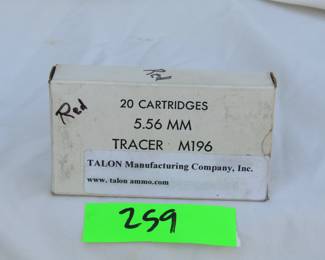 Red
20 CARTRIDGES
5.56 MM
TRACER M196
TALON Manufacturing Company, Inc.
www. talon ammo.com
259